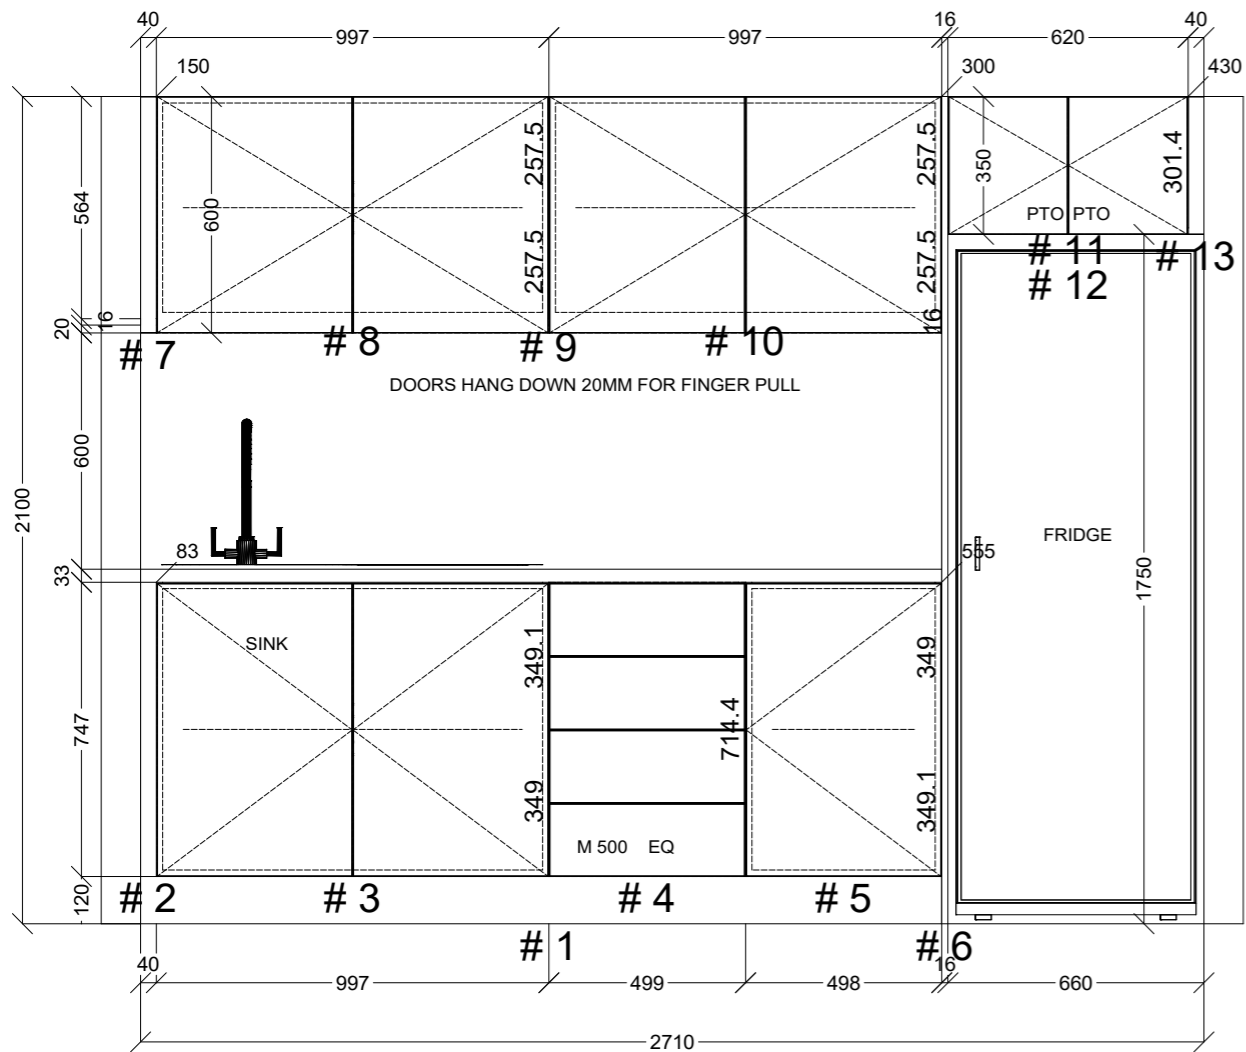 40 997 997 16 620 40
150 300 430
257.5 257.5 350 301.4
564 600
PTO PTO
257.5 257.5
# 11 # 13
# 12
20 16 16
# 7 # 8 # 9 # 10
DOORS HANG DOWN 20MM FOR FINGER PULL
600
2100
FRIDGE
83 555
33 1750
SINK 349.1 349
747 714.4
349 349.1
M 500 EQ
120 # 2 # 3 # 4 # 5
# 1 # 6
40 997 499 498 16 660
2710